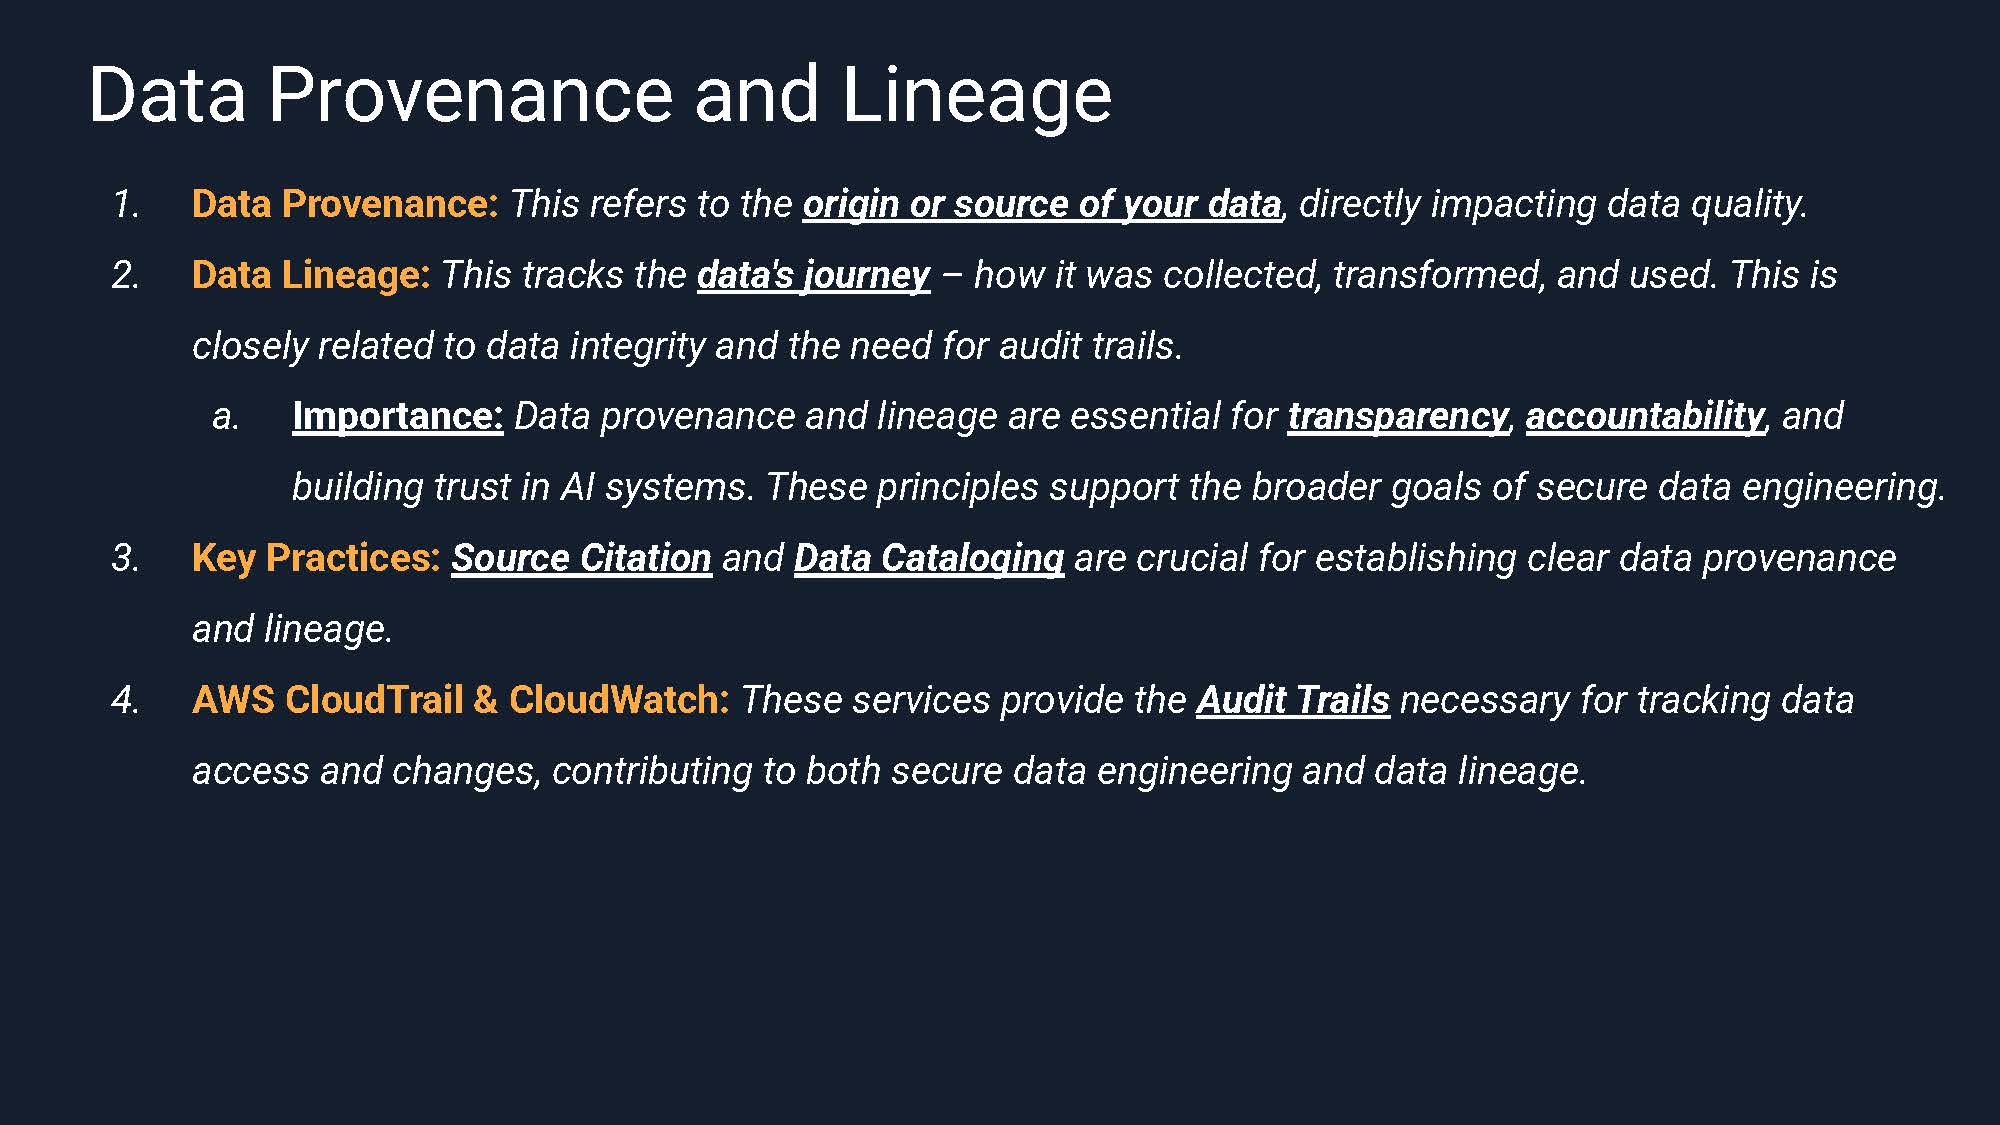 Data Provenance and Lineage
1. Data Provenance: This refers to the origin or source of your data, directly impacting data quality.
2. Data Lineage: This tracks the data's journey – how it was collected, transformed, and used. This is
closely related to data integrity and the need for audit trails.
a. Importance: Data provenance and lineage are essential for transparency, accountability, and
building trust in AI systems. These principles support the broader goals of secure data engineering.
3. Key Practices: Source Citation and Data Cataloging are crucial for establishing clear data provenance
and lineage.
4. AWS CloudTrail & CloudWatch: These services provide the Audit Trails necessary for tracking data
access and changes, contributing to both secure data engineering and data lineage.